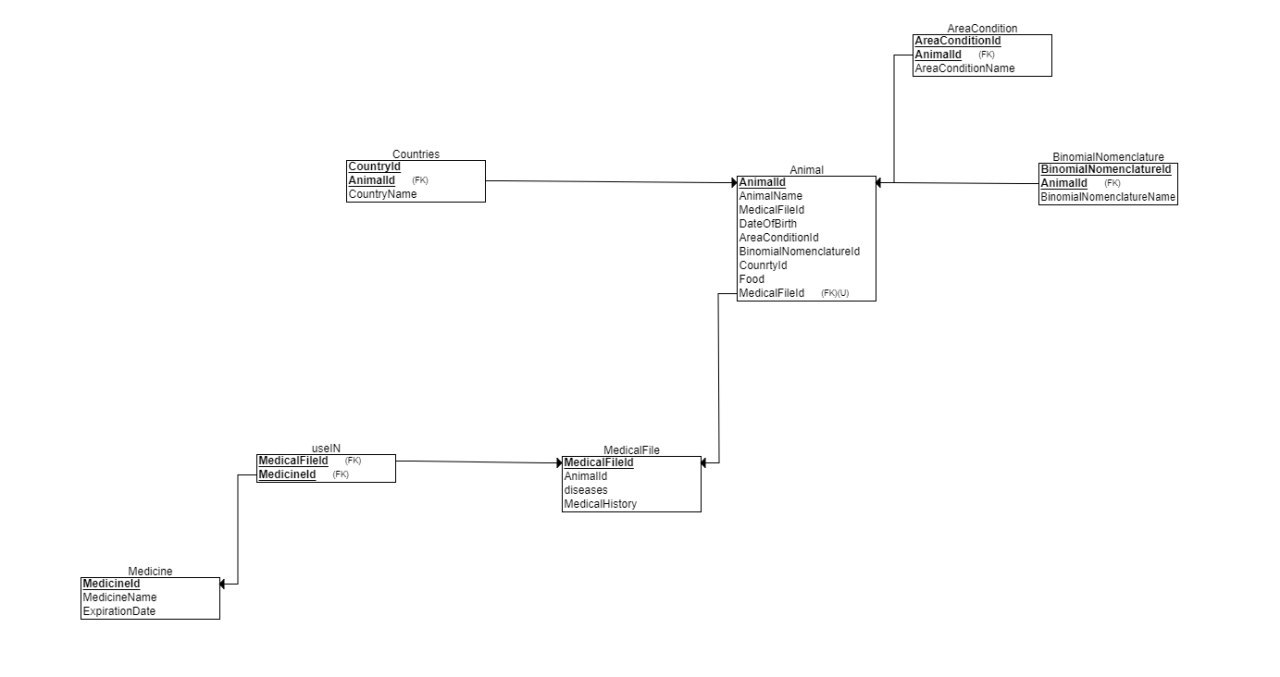 AreaCondition
AreaConditionId
AnimalId (FK)
AreaConditionName
Countries
CountryId
AnimalId (FK)
CountryName
Animal
AnimalId
AnimalName
MedicalFileId
DateOfBirth
AreaConditionId
BinomialNomenclatureId
CounrtyId
Food
MedicalFileId (FK)(U)
BinomialNomenclature
BinomialNomenclatureId
AnimalId (FK)
BinomialNomenclatureName
useIN
MedicalFileId (FK)
MedicineId (FK)
MedicalFile
MedicalFileId
AnimalId
diseases
MedicalHistory
Medicine
MedicineId
MedicineName
ExpirationDate